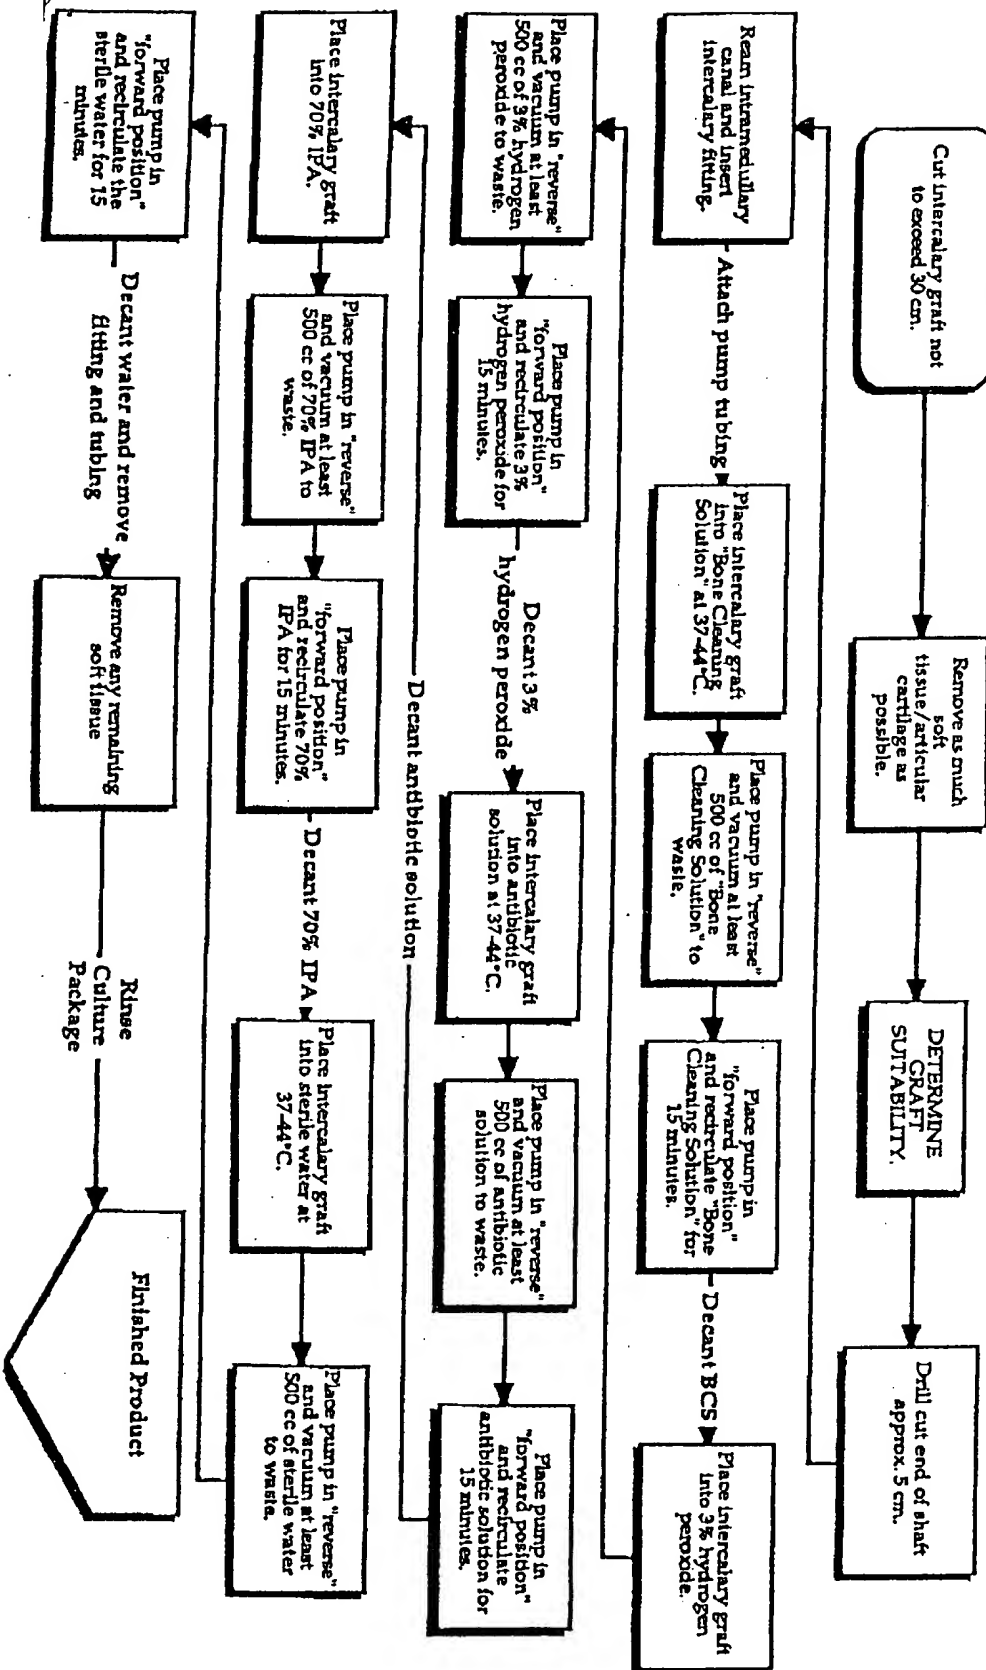 Cut intercalary graft not
to exceed 30 cm.
Remove as much
soft
tissue/articular
cartilage as
possible.
DETERMINE
GRAFT
SUITABILITY.
Drill cut end of shaft
approx. 5 cm.
Ream intramedullary
canal and insert
intercalary fitting.
Attach pump tubing
Place intercalary graft
into "Bone Cleaning
Solution" at 37-44°C.
Place pump in "reverse"
and vacuum at least
500 cc of "Bone
Cleaning Solution" to
waste.
Place pump in
"forward position"
and recirculate "Bone
Cleaning Solution" for
15 minutes.
Decant BCS
Place intercalary graft
into 3% hydrogen
peroxide.
Place pump in "reverse"
and vacuum at least
500 cc of 3% hydrogen
peroxide to waste.
Place pump in
"forward position"
and recirculate 3%
hydrogen peroxide for
15 minutes.
Decant 3%
hydrogen peroxide
Place intercalary graft
into antibiotic
solution at 37-44°C.
Place pump in "reverse"
and vacuum at least
500 cc of antibiotic
solution to waste.
Place pump in
"forward position"
and recirculate
antibiotic solution for
15 minutes.
Decant antibiotic solution
Place intercalary graft
into 70% IPA.
Place pump in "reverse"
and vacuum at least
500 cc of 70% IPA to
waste.
Place pump in
"forward position"
and recirculate 70%
IPA for 15 minutes.
Decant 70% IPA
Place intercalary graft
into sterile water at
37-44°C.
Place pump in "reverse"
and vacuum at least
500 cc of sterile water
to waste.
Place pump in
"forward position"
and recirculate the
sterile water for 15
minutes.
Decant water and remove
fitting and tubing
Remove any remaining
soft tissue
Rinse
Culture
Package
Finished Product